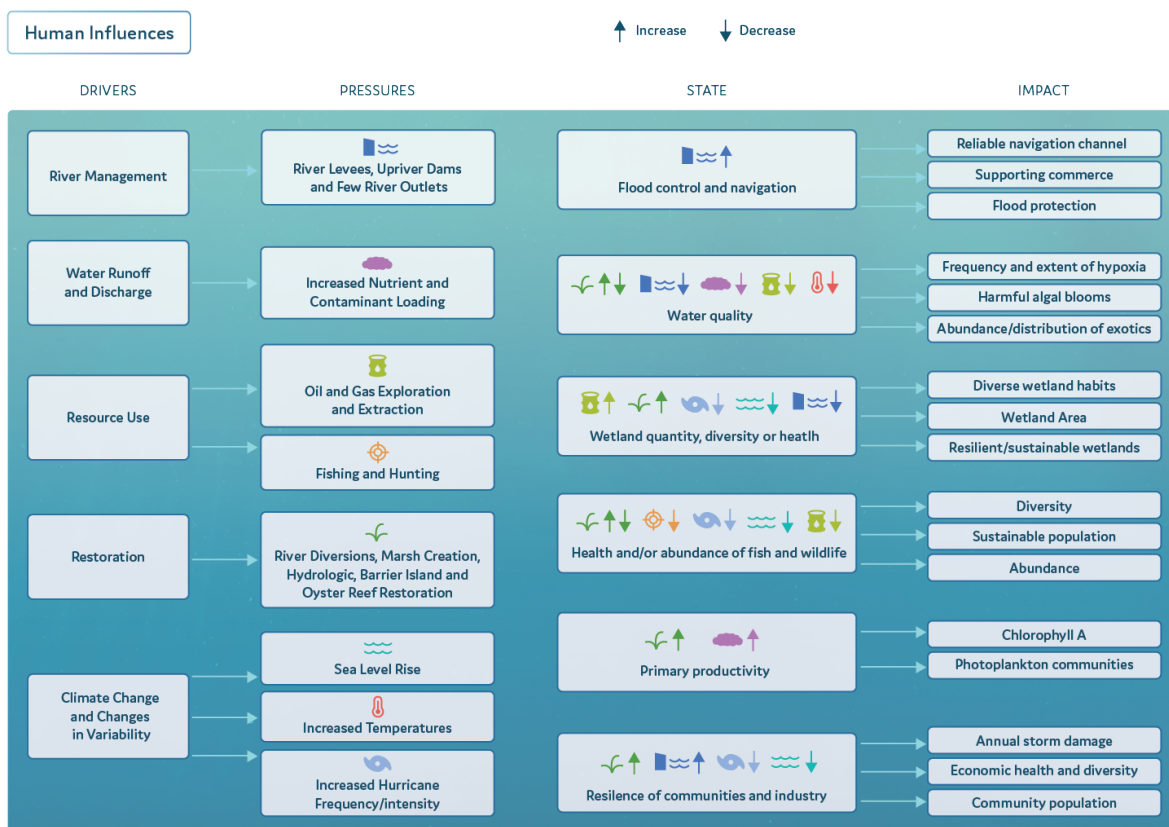 Human Influences
Increase
Decrease
DRIVERS
PRESSURES
STATE
IMPACT
River Management
River Levees, Upriver Dams
and Few River Outlets
Flood control and navigation
Reliable navigation channel
Supporting commerce
Flood protection
Water Runoff
and Discharge
Increased Nutrient and
Contaminant Loading
Water quality
Frequency and extent of hypoxia
Harmful algal blooms
Abundance/distribution of exotics
Resource Use
Oil and Gas Exploration
and Extraction
Fishing and Hunting
Wetland quantity, diversity or heatlh
Diverse wetland habits
Wetland Area
Resilient/sustainable wetlands
Restoration
River Diversions, Marsh Creation,
Hydrologic, Barrier Island and
Oyster Reef Restoration
Health and/or abundance of fish and wildlife
Diversity
Sustainable population
Abundance
Climate Change
and Changes
in Variability
Sea Level Rise
Increased Temperatures
Increased Hurricane
Frequency/intensity
Primary productivity
Chlorophyll A
Photoplankton communities
Resilence of communities and industry
Annual storm damage
Economic health and diversity
Community population